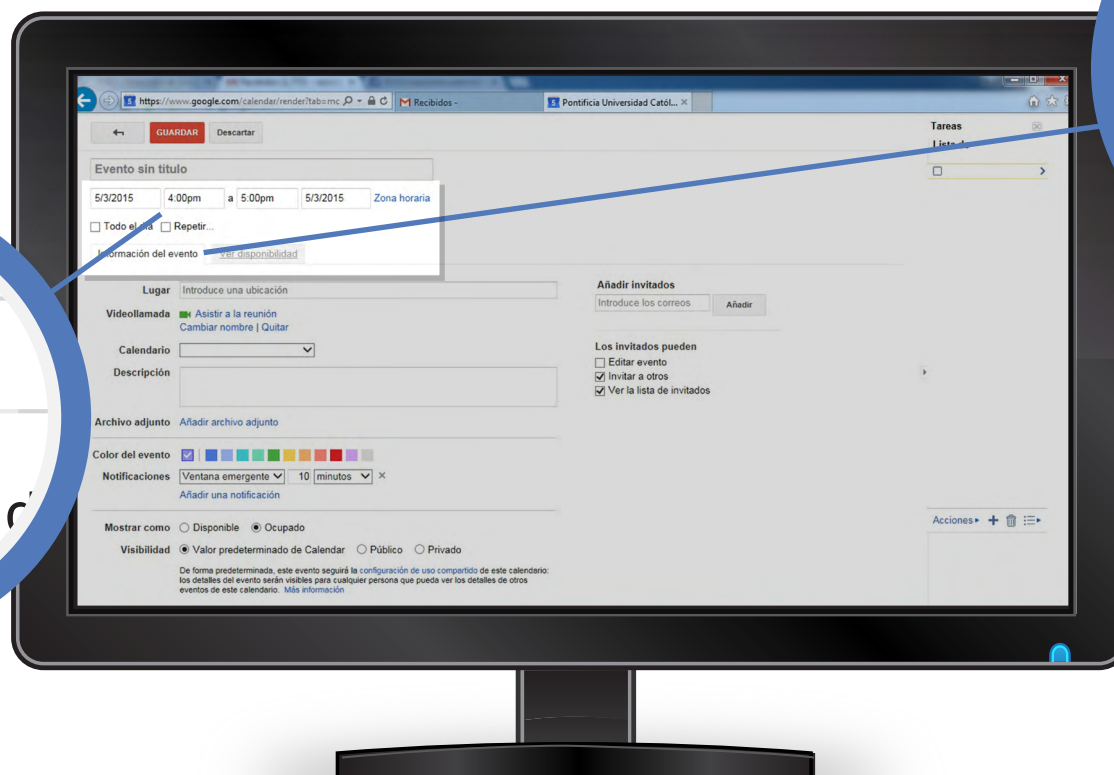 https://www.google.com/calendar/render?tab=mc
Recibidos -
Pontificia Universidad Catól...
GUARDAR
Descartar
Tareas
Evento sin titulo
5/3/2015 4:00pm a 5:00pm 5/3/2015 Zona horaria
Todo el día Repetir...
Información del evento Ver disponibilidad
Lugar Introduce una ubicación
Videollamada Asistir a la reunión
Cambiar nombre | Quitar
Calendario
Descripción
Archivo adjunto Añadir archivo adjunto
Añadir invitados
Introduce los correos Añadir
Los invitados pueden
Editar evento
Invitar a otros
Ver la lista de invitados
Color del evento
Notificaciones Ventana emergente 10 minutos ×
Añadir una notificación
Mostrar como Disponible Ocupado
Visibilidad Valor predeterminado de Calendar Público Privado
De forma predeterminada, este evento seguirá la configuración de uso compartido de este calendario:
los detalles del evento serán visibles para cualquier persona que pueda ver los detalles de otros
eventos de este calendario. Más información
Acciones